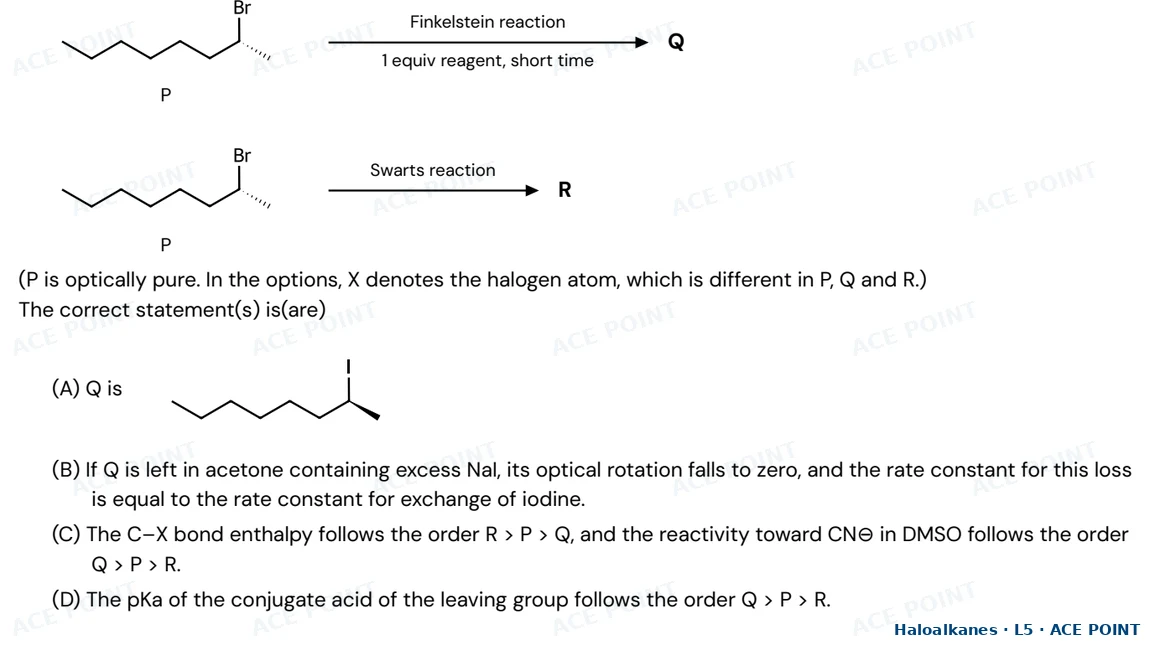 Br
Finkelstein reaction
Q
1 equiv reagent, short time
P
Br
Swarts reaction
R
P
(P is optically pure. In the options, X denotes the halogen atom, which is different in P, Q and R.)
The correct statement(s) is(are)
I
(A) Q is
(B) If Q is left in acetone containing excess NaI, its optical rotation falls to zero, and the rate constant for this loss
is equal to the rate constant for exchange of iodine.
(C) The C–X bond enthalpy follows the order R > P > Q, and the reactivity toward CN⊖ in DMSO follows the order
Q > P > R.
(D) The pKa of the conjugate acid of the leaving group follows the order Q > P > R.
Haloalkanes · L5 · ACE POINT